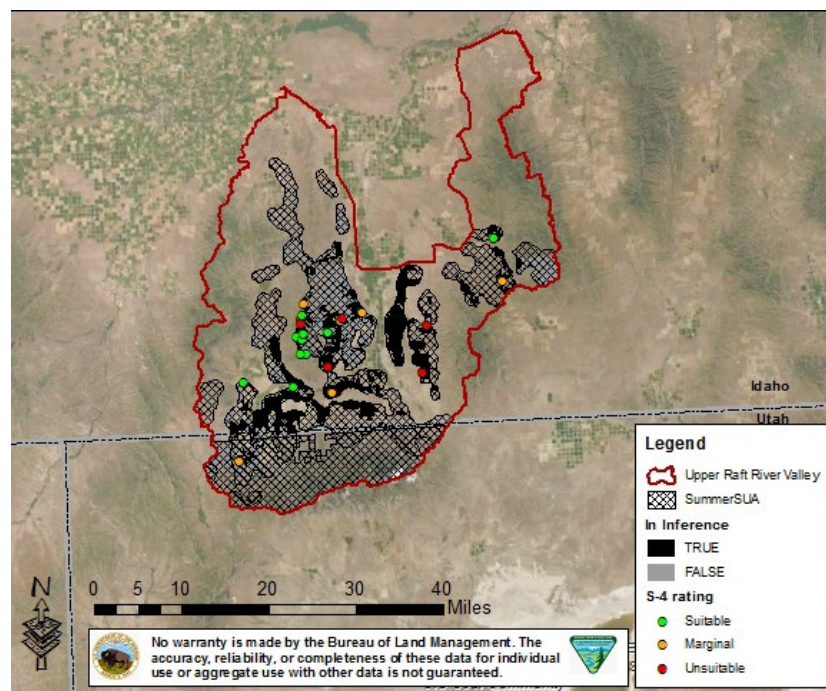 Idaho
Utah
Legend
Upper Raft River Valley
SummerSUA
In Inference
TRUE
FALSE
S-4 rating
Suitable
Marginal
Unsuitable
N
0 5 10 20 30 40
Miles
No warranty is made by the Bureau of Land Management. The
accuracy, reliability, or completeness of these data for individual
use or aggregate use with other data is not guaranteed.